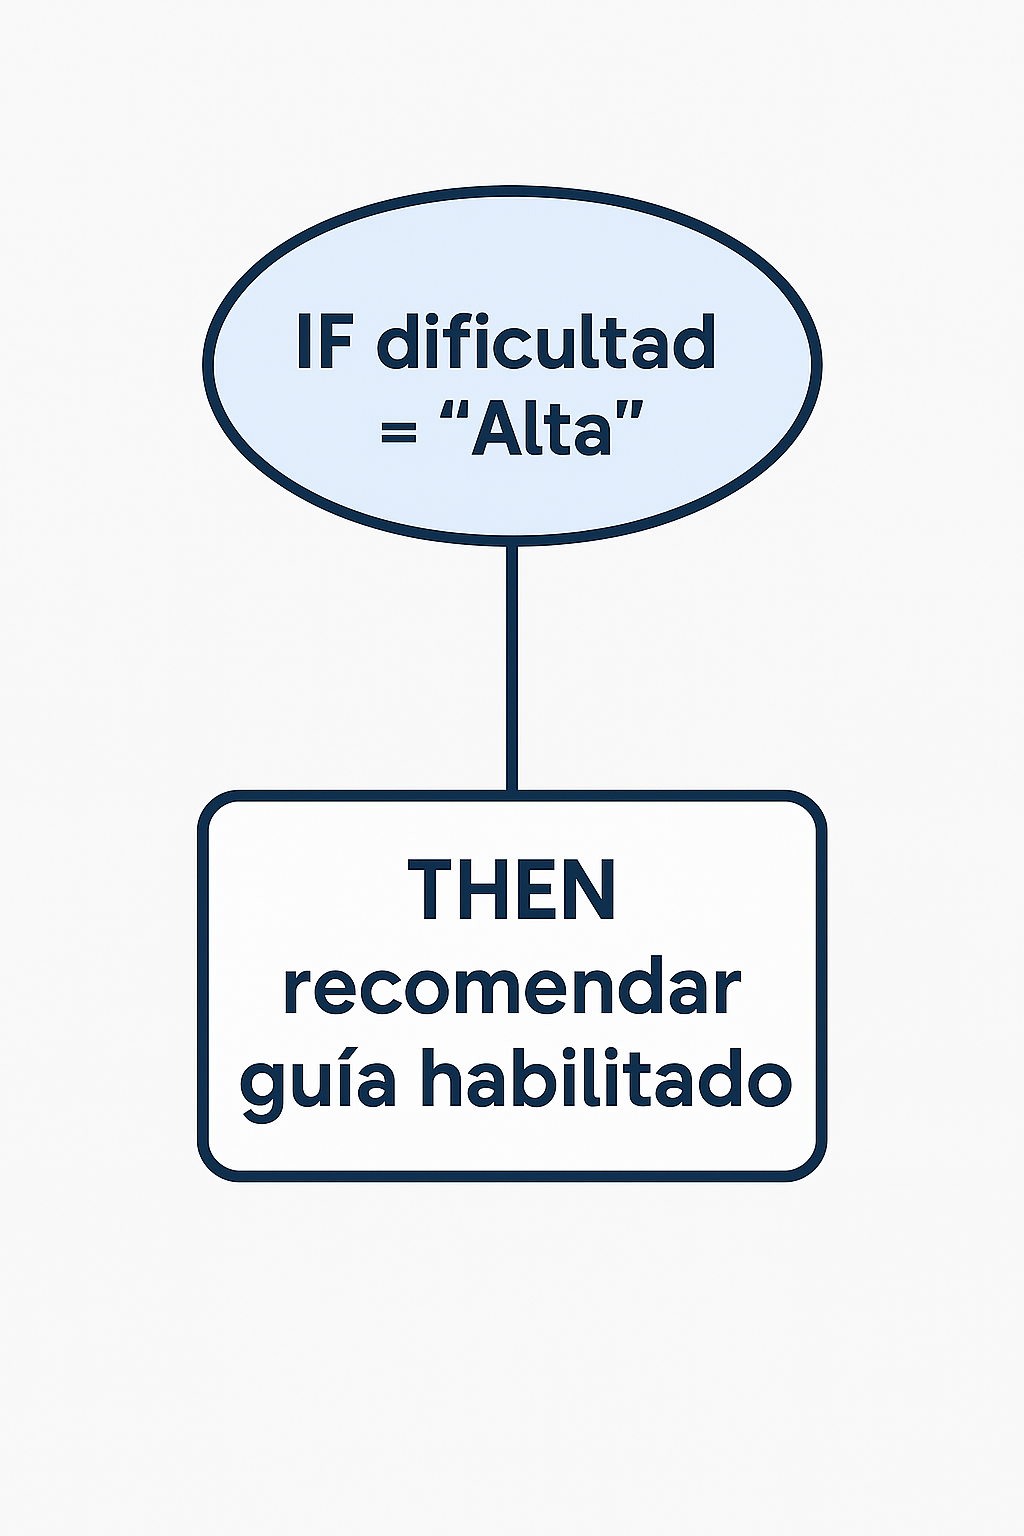 IF dificultad
= “Alta”
THEN
recomendar
guía habilitado